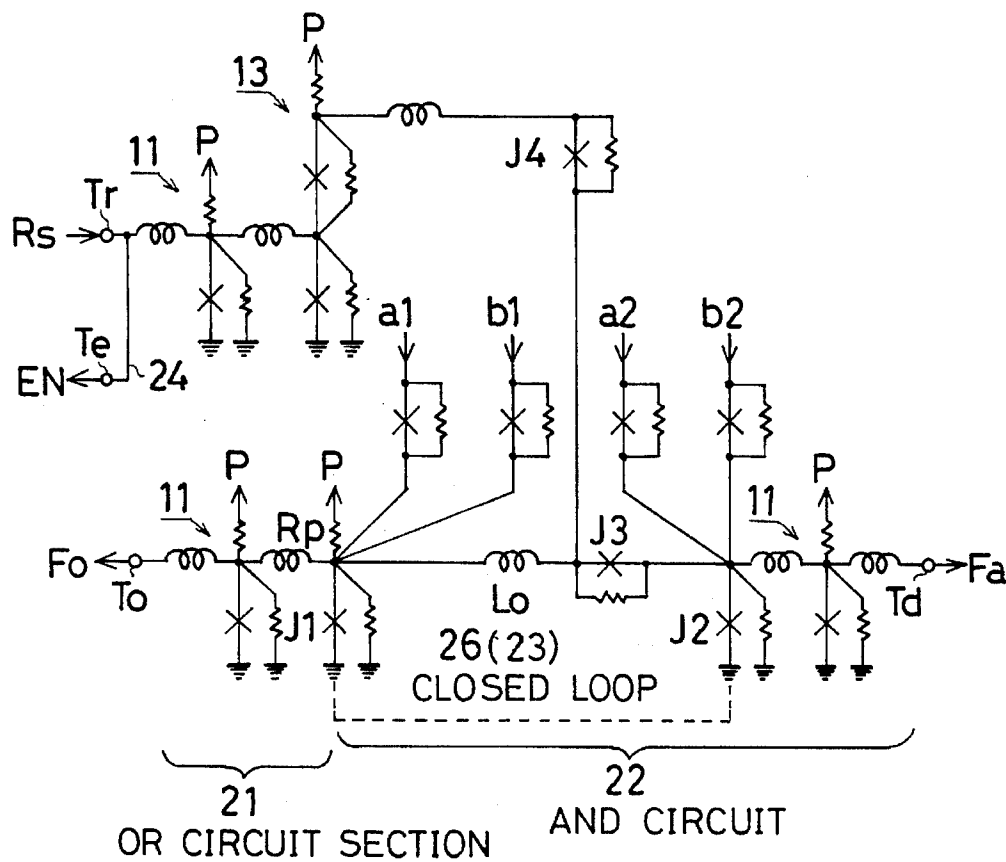 P
13
P
J4
11
Tr
Rs
a1 b1 a2 b2
Te
EN 24
P P P
11 Rp J3 11
Fo Fa
To Lo Td
J1 J2
26(23)
CLOSED LOOP
21 22
OR CIRCUIT SECTION AND CIRCUIT